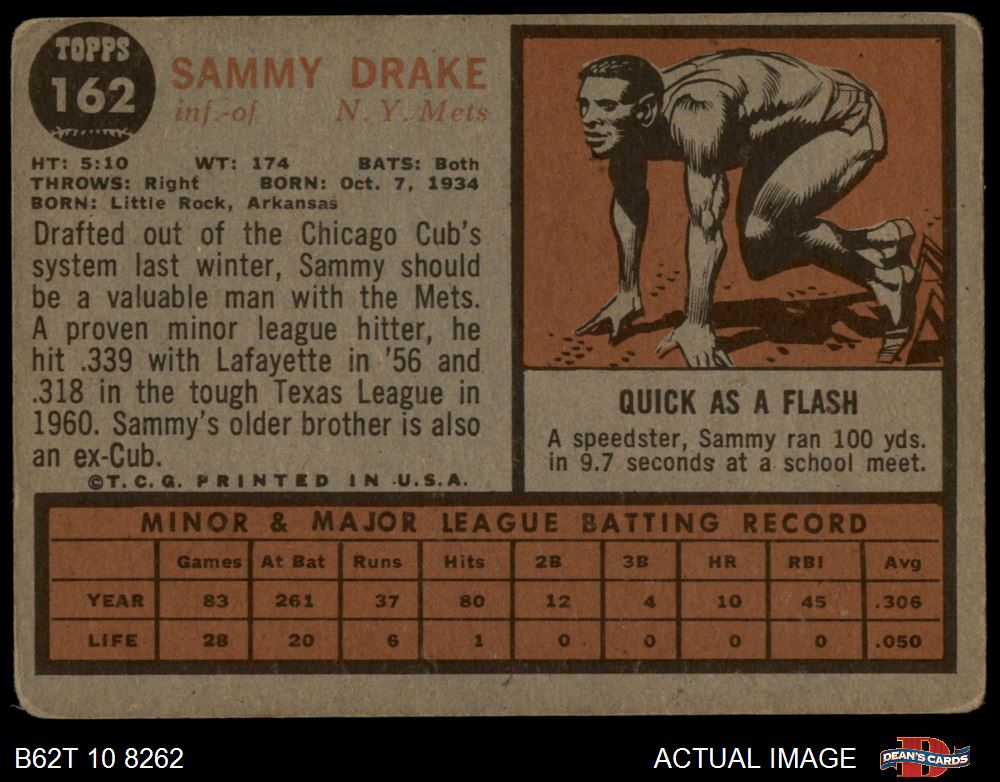 TOPPS
162
SAMMY DRAKE
inf.-of N. Y. Mets
HT: 5:10 WT: 174 BATS: Both
THROWS: Right BORN: Oct. 7, 1934
BORN: Little Rock, Arkansas
Drafted out of the Chicago Cub's
system last winter, Sammy should
be a valuable man with the Mets.
A proven minor league hitter, he
hit .339 with Lafayette in '56 and
.318 in the tough Texas League in
1960. Sammy's older brother is also
an ex-Cub.
©T. C. G. PRINTED IN U.S.A.
QUICK AS A FLASH
A speedster, Sammy ran 100 yds.
in 9.7 seconds at a school meet.
MINOR & MAJOR LEAGUE BATTING RECORD
Games At Bat Runs Hits 2B 3B HR RBI Avg
YEAR 83 261 37 80 12 4 10 45 .306
LIFE 28 20 6 1 0 0 0 0 .050
B62T 10 8262
ACTUAL IMAGE
DEAN'S CARDS